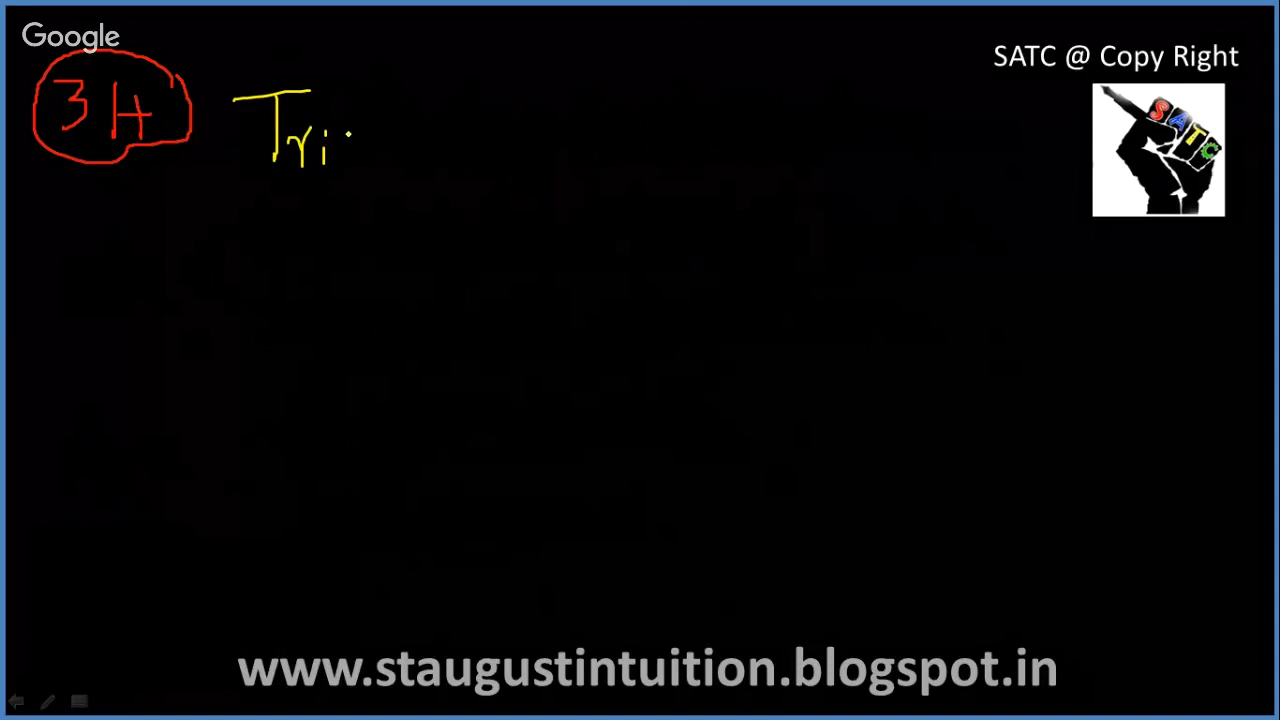 Google
SATC @ Copy Right
3H Tri
SATC
www.staugustintuition.blogspot.in